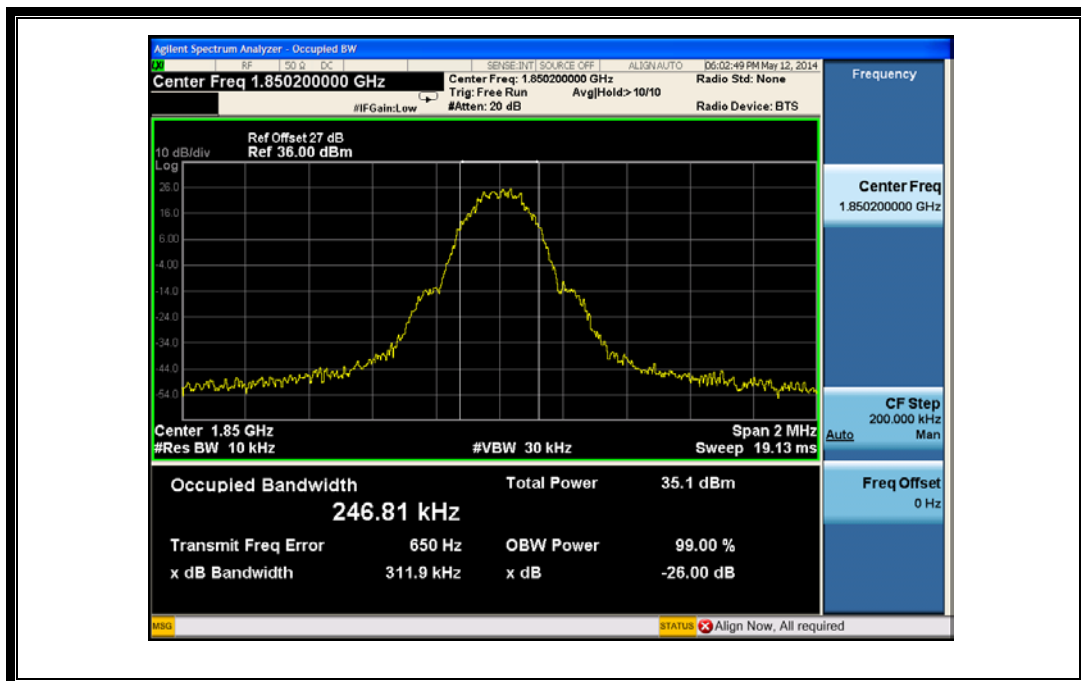 Agilent Spectrum Analyzer - Occupied BW
RF 50 Ω DC SENSE:INT SOURCE OFF ALIGNAUTO 06:02:49 PM May 12, 2014
Center Freq 1.850200000 GHz
Center Freq: 1.850200000 GHz
Radio Std: None
Trig: Free Run Avg|Hold:> 10/10
#IFGain:Low
#Atten: 20 dB
Radio Device: BTS
Frequency
Ref Offset 27 dB
10 dB/div Ref 36.00 dBm
Log
26.0
16.0
6.00
-4.00
-14.0
-24.0
-34.0
-44.0
-54.0
Center 1.85 GHz
Span 2 MHz
#Res BW 10 kHz
#VBW 30 kHz
Sweep 19.13 ms
Center Freq
1.850200000 GHz
CF Step
200.000 kHz
Auto Man
Freq Offset
0 Hz
Occupied Bandwidth
246.81 kHz
Total Power 35.1 dBm
Transmit Freq Error 650 Hz
OBW Power 99.00 %
x dB Bandwidth 311.9 kHz
x dB -26.00 dB
MSG
STATUS Align Now, All required